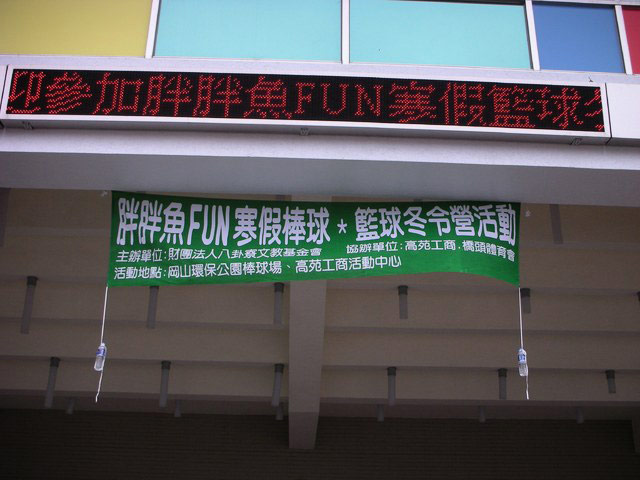 迎參加胖胖魚FUN寒假籃球冬
胖胖魚FUN寒假棒球*籃球冬令營活動
主辦單位:財團法人八卦寮文教基金會 協辦單位:高苑工商.橋頭體育會
活動地點:岡山環保公園棒球場、高苑工商活動中心